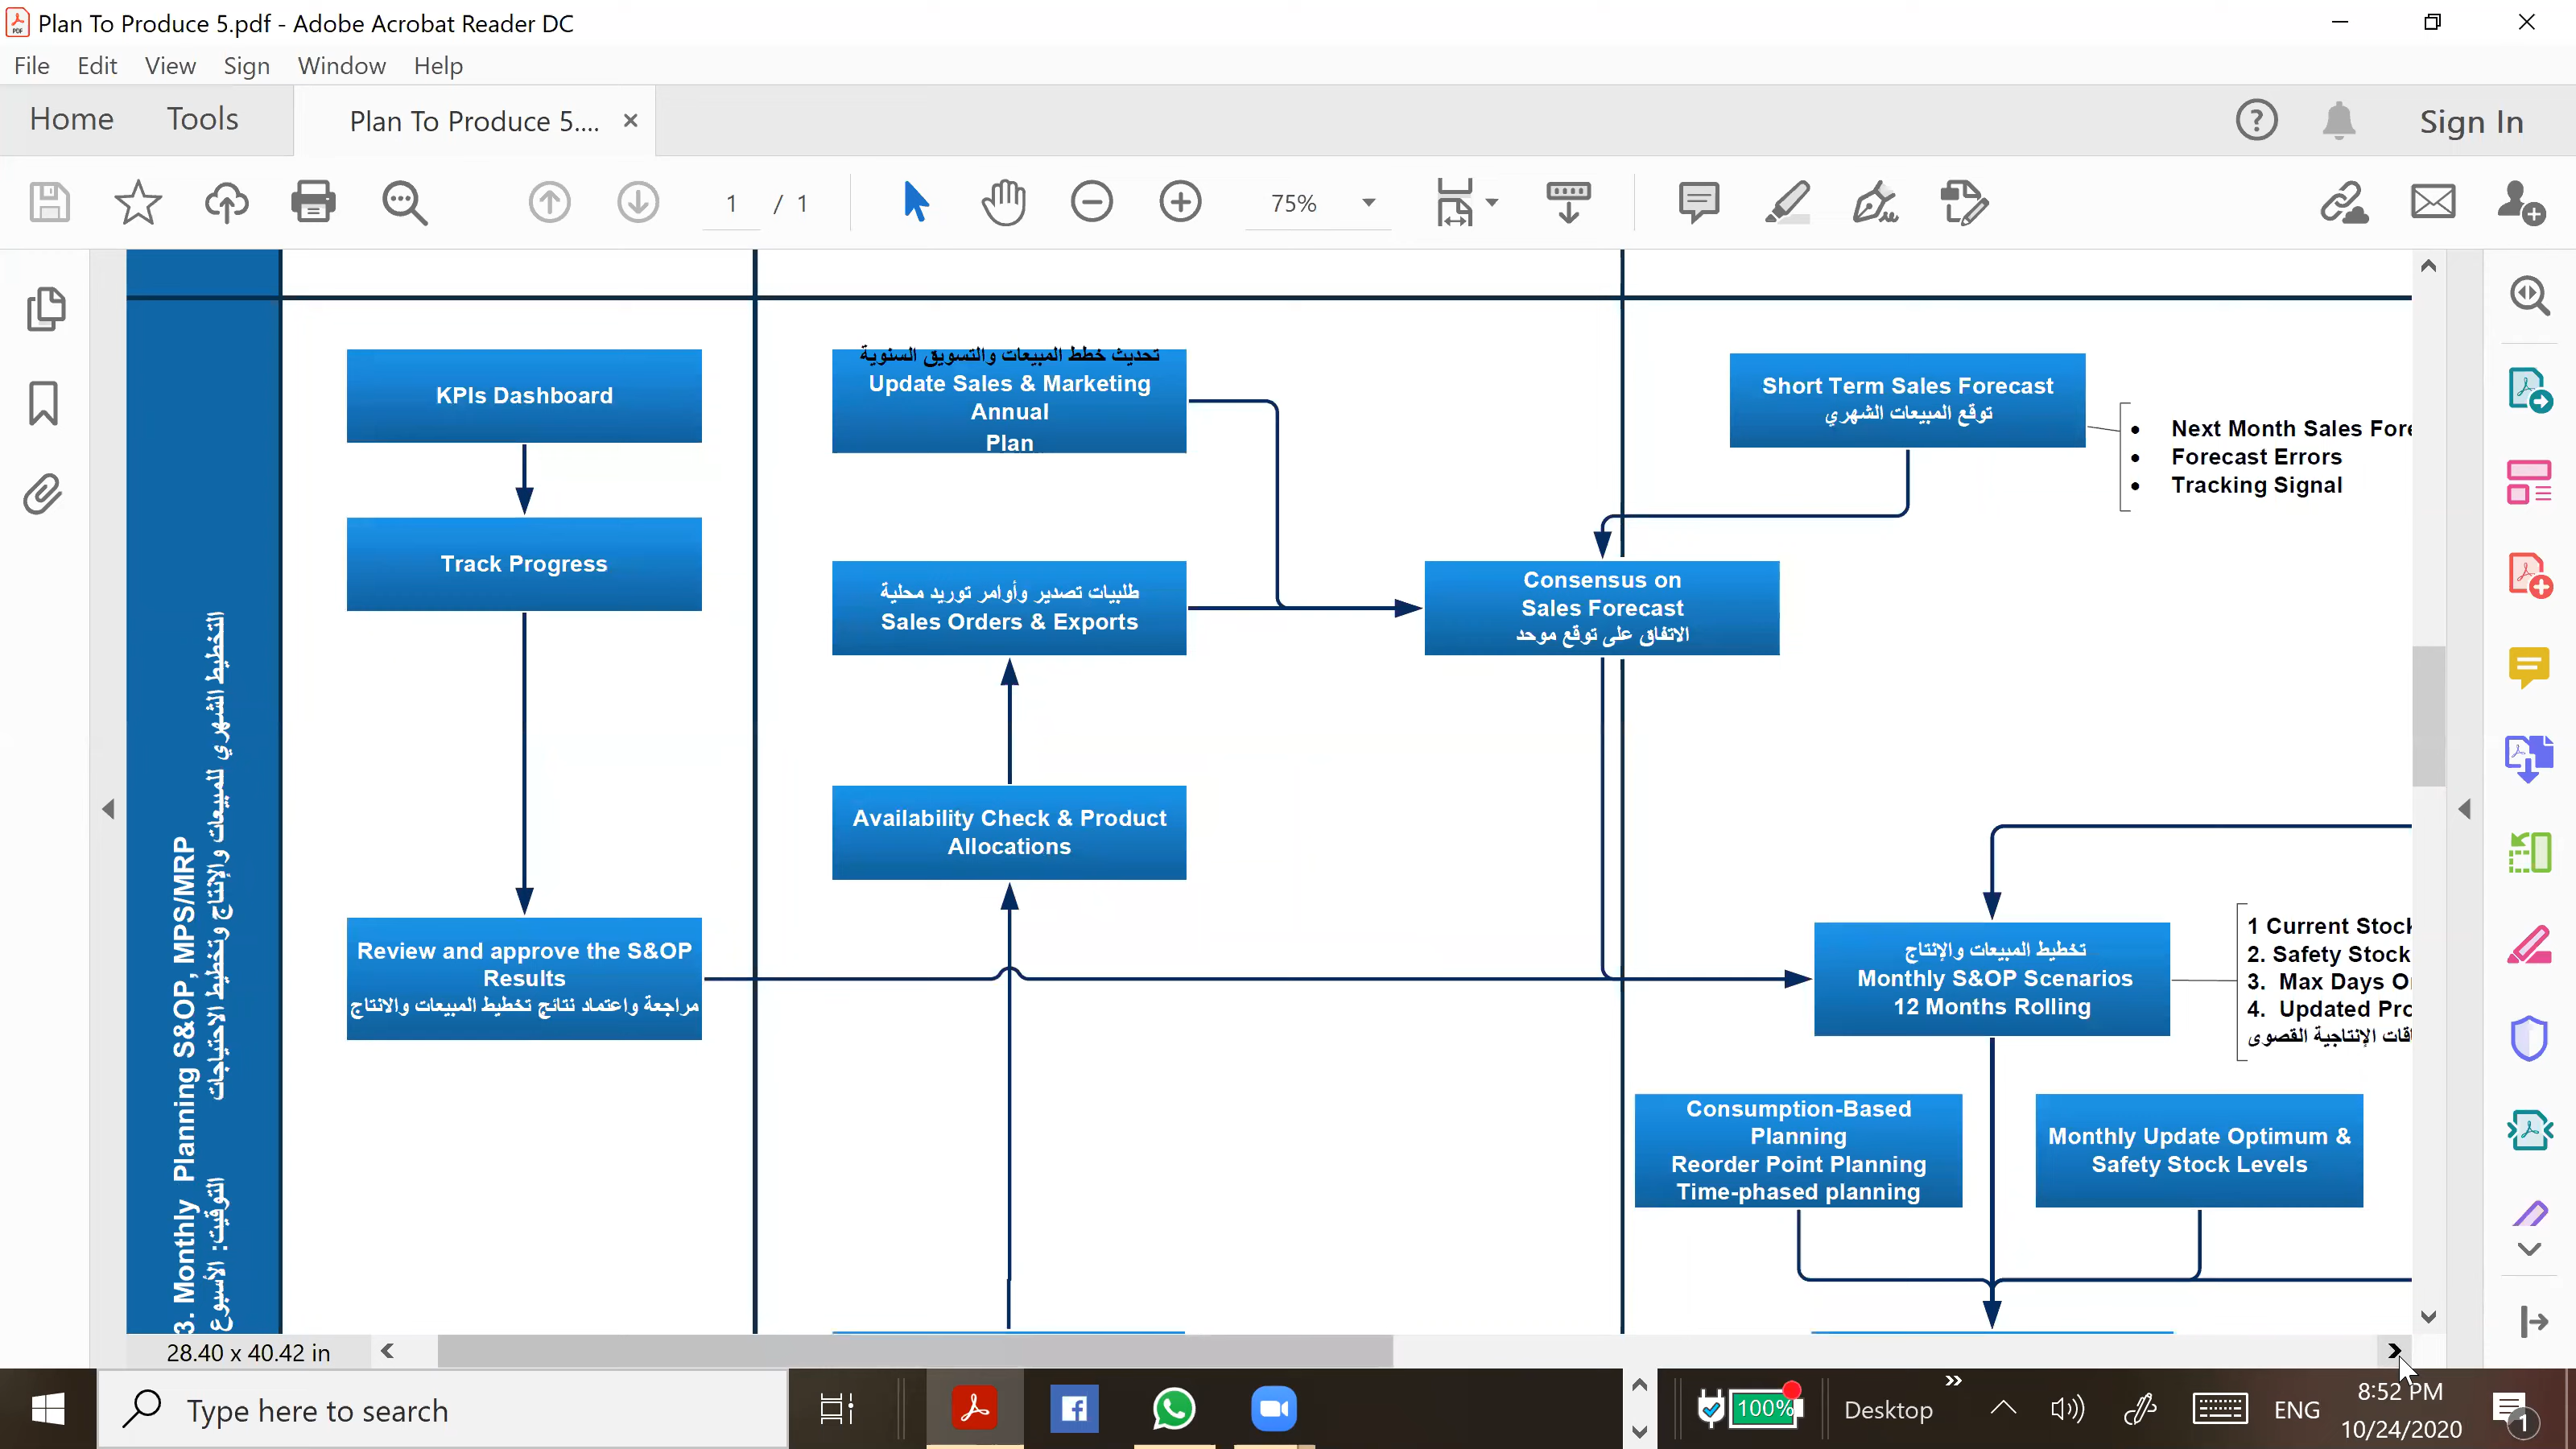 Plan To Produce 5.pdf - Adobe Acrobat Reader DC
File Edit View Sign Window Help
Home Tools Plan To Produce 5.... Sign In
1 / 1 75%
KPIs Dashboard
Track Progress
Review and approve the S&OP
Results
مراجعة واعتماد نتائج تخطيط المبيعات والانتاج
تحديث خطط المبيعات والتسويق السنوية
Update Sales & Marketing
Annual
Plan
طلبيات تصدير وأوامر توريد محلية
Sales Orders & Exports
Availability Check & Product
Allocations
Short Term Sales Forecast
توقع المبيعات الشهري
• Next Month Sales
• Forecast Errors
• Tracking Signal
Consensus on
Sales Forecast
الاتفاق على توقع موحد
تخطيط المبيعات والإنتاج
Monthly S&OP Scenarios
12 Months Rolling
1 Current Stock
2. Safety Stock
3. Max Days
4. Updated
الإنتاجية القصوى
Consumption-Based
Planning
Reorder Point Planning
Time-phased planning
Monthly Update Optimum &
Safety Stock Levels
3. Monthly Planning S&OP, MPS/MRP
التخطيط الشهري للمبيعات والإنتاج وتخطيط الاحتياجات
التوقيت: الأسبوع
28.40 x 40.42 in
Type here to search
100%
Desktop
ENG
8:52 PM
10/24/2020
1